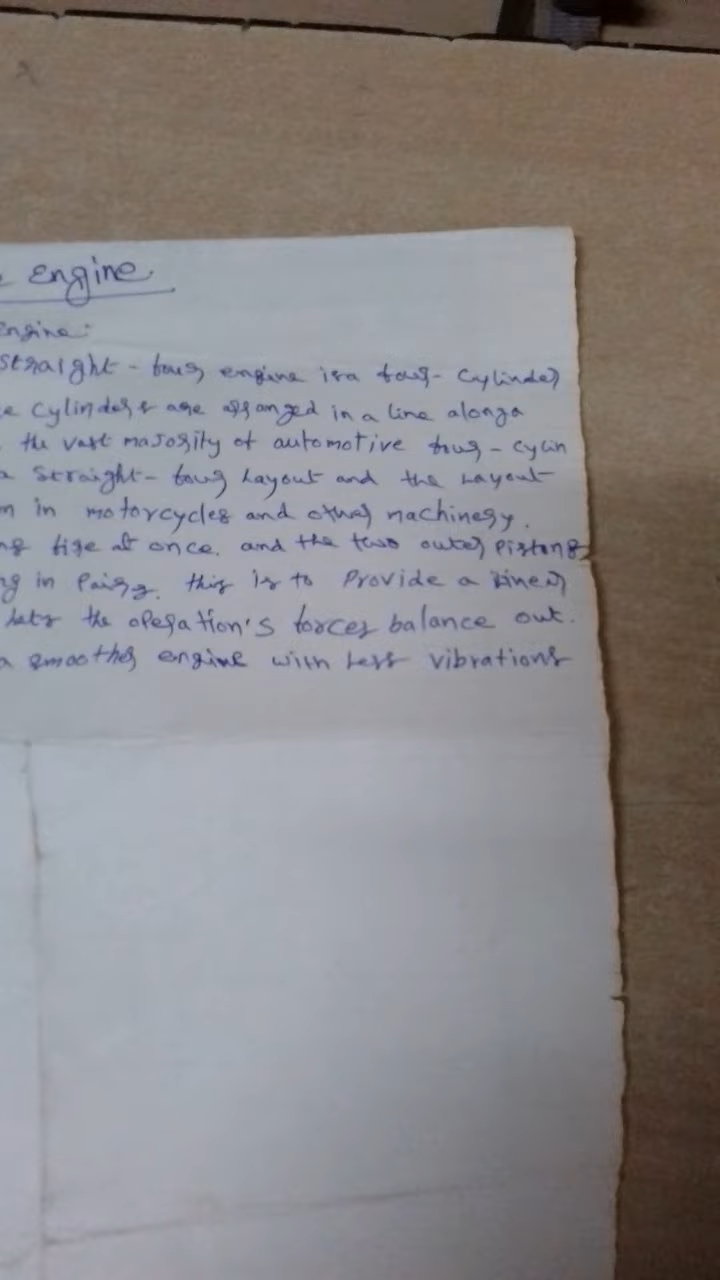 engine
engine:
straight - four engine is a four - cylinder
cylinders are arranged in a line along a
the vast majority of automotive four - cylin
a straight - four layout and the layout
in motorcycles and other machinery.
fire at once. and the two outer pistons
in pairs. this is to provide a
the operation's forces balance out.
a smoother engine with less vibrations